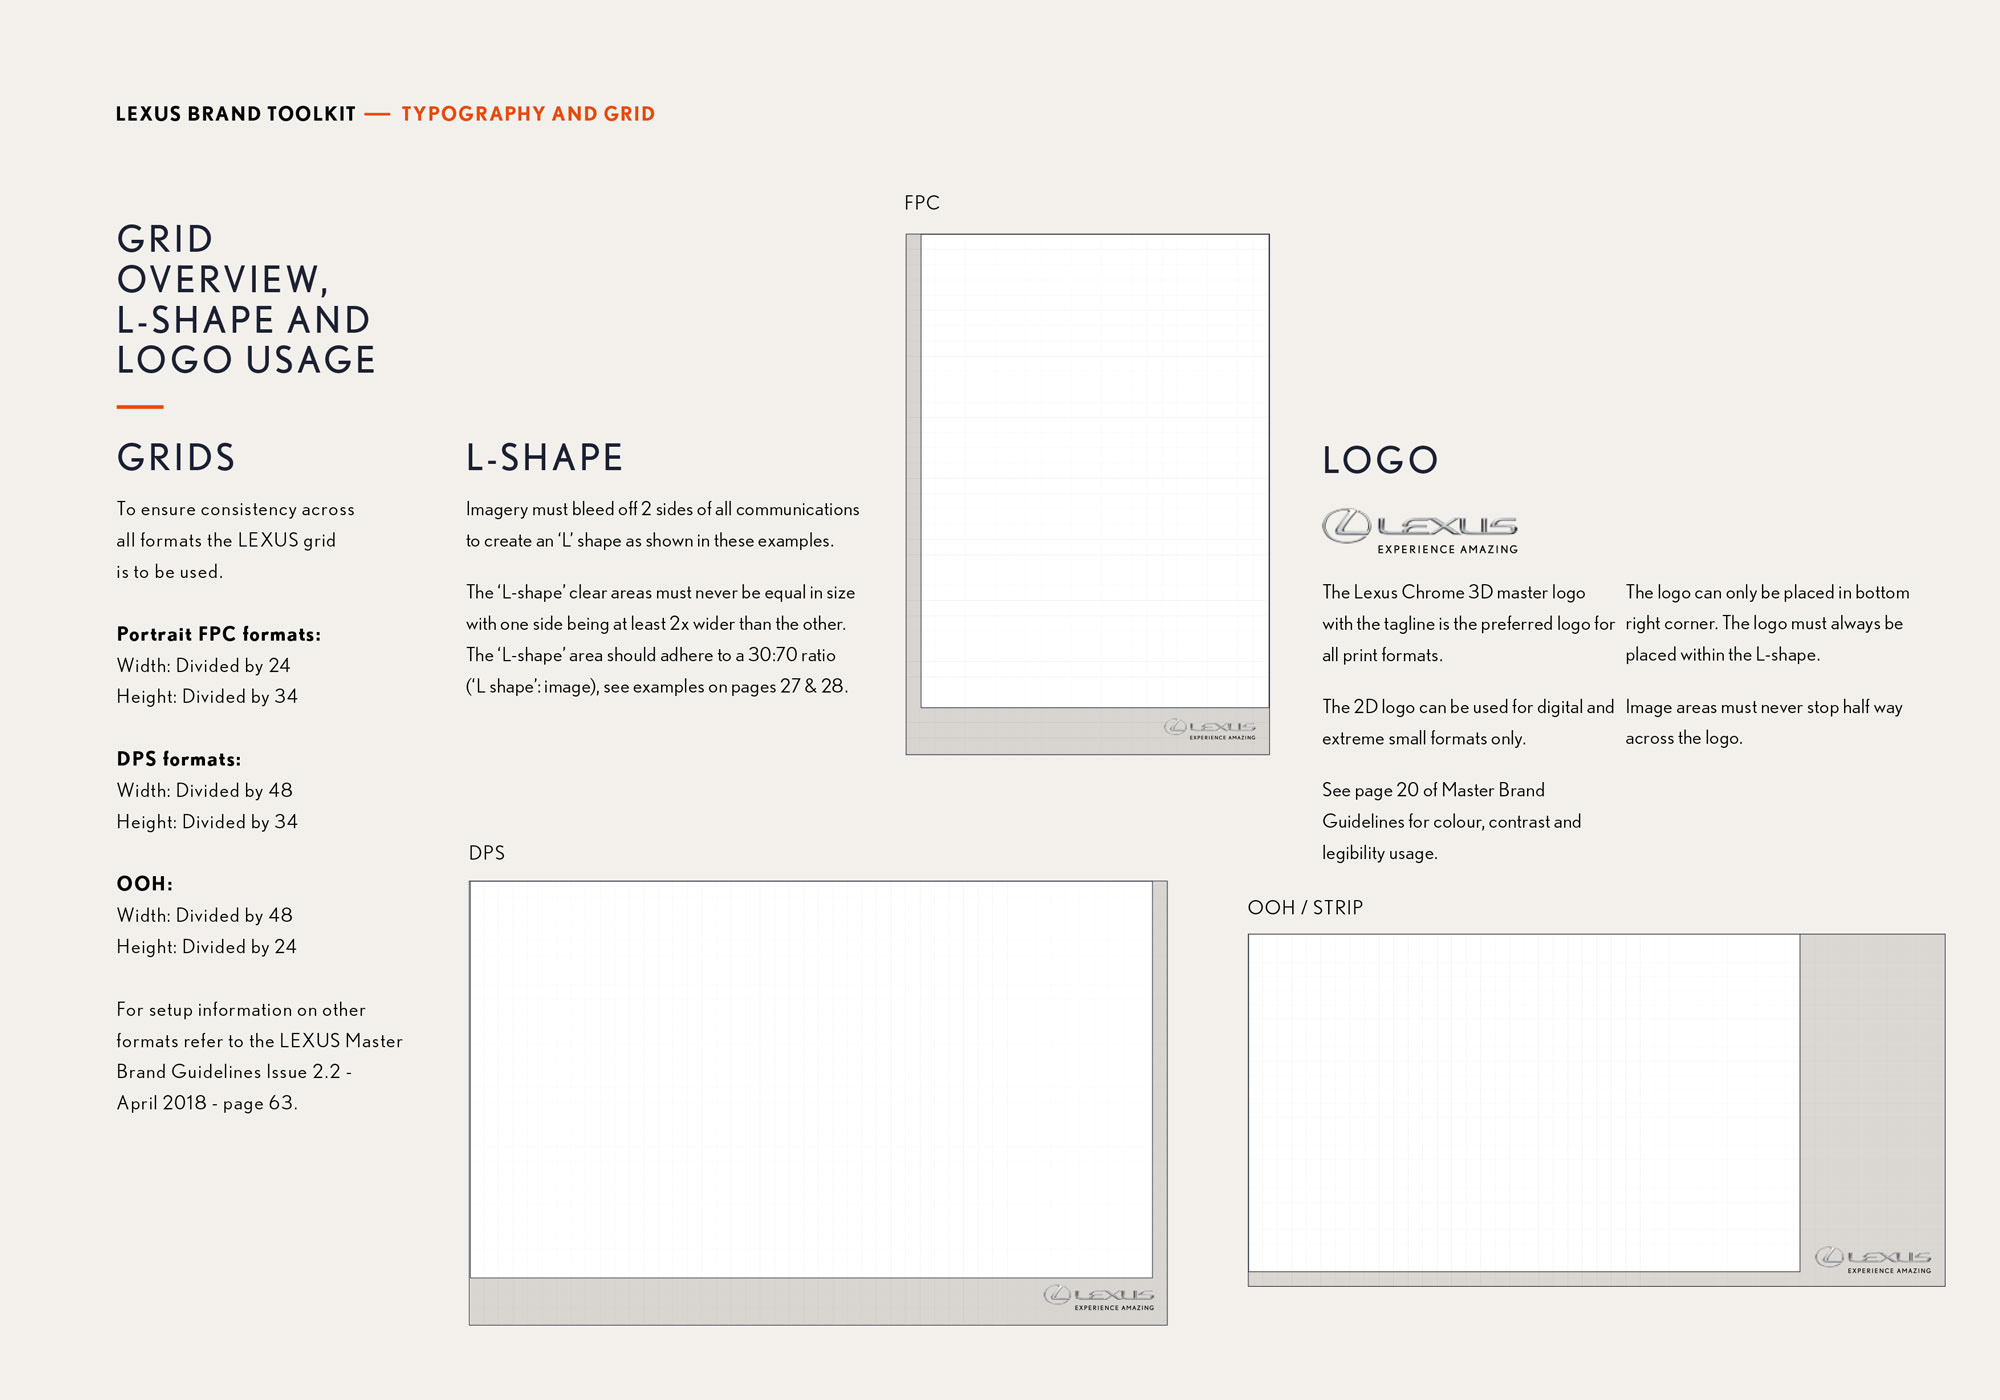 LEXUS BRAND TOOLKIT — TYPOGRAPHY AND GRID
GRID
OVERVIEW,
L-SHAPE AND
LOGO USAGE
GRIDS
To ensure consistency across
all formats the LEXUS grid
is to be used.
Portrait FPC formats:
Width: Divided by 24
Height: Divided by 34
DPS formats:
Width: Divided by 48
Height: Divided by 34
OOH:
Width: Divided by 48
Height: Divided by 24
For setup information on other
formats refer to the LEXUS Master
Brand Guidelines Issue 2.2 -
April 2018 - page 63.
L-SHAPE
Imagery must bleed off 2 sides of all communications
to create an ‘L’ shape as shown in these examples.
The ‘L-shape’ clear areas must never be equal in size
with one side being at least 2x wider than the other.
The ‘L-shape’ area should adhere to a 30:70 ratio
(‘L shape’: image), see examples on pages 27 & 28.
FPC
LEXUS
EXPERIENCE AMAZING
DPS
LEXUS
EXPERIENCE AMAZING
LOGO
LEXUS
EXPERIENCE AMAZING
The Lexus Chrome 3D master logo
with the tagline is the preferred logo for
all print formats.
The 2D logo can be used for digital and
extreme small formats only.
See page 20 of Master Brand
Guidelines for colour, contrast and
legibility usage.
The logo can only be placed in bottom
right corner. The logo must always be
placed within the L-shape.
Image areas must never stop half way
across the logo.
OOH / STRIP
LEXUS
EXPERIENCE AMAZING